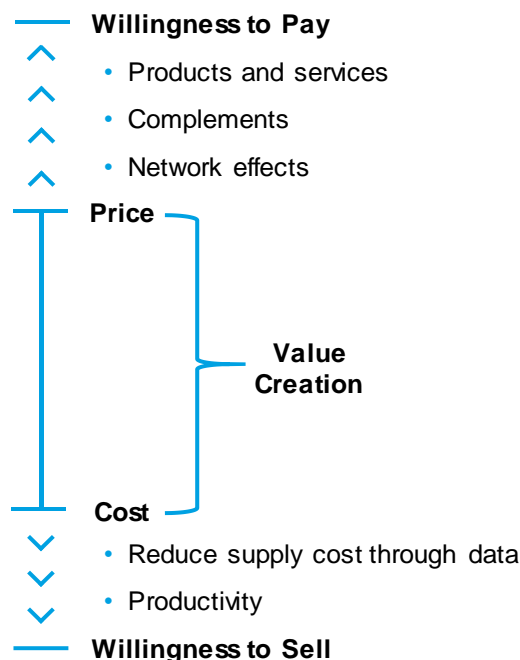 Willingness to Pay
• Products and services
• Complements
• Network effects
Price
Value
Creation
Cost
• Reduce supply cost through data
• Productivity
Willingness to Sell